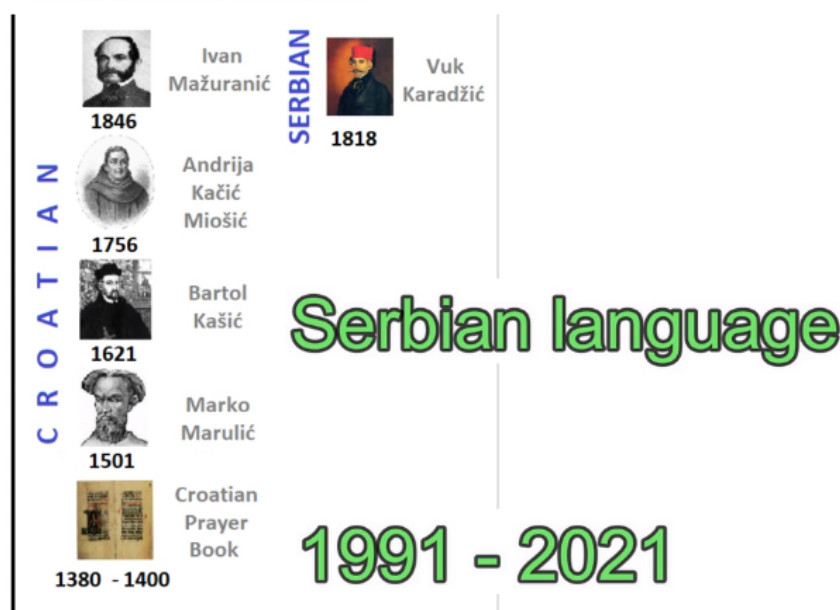 CROATIAN
Ivan
Mažuranić
1846
Andrija
Kačić
Miošić
1756
Bartol
Kašić
1621
Marko
Marulić
1501
Croatian
Prayer
Book
1380 - 1400
SERBIAN
Vuk
Karadžić
1818
Serbian language
1991 - 2021